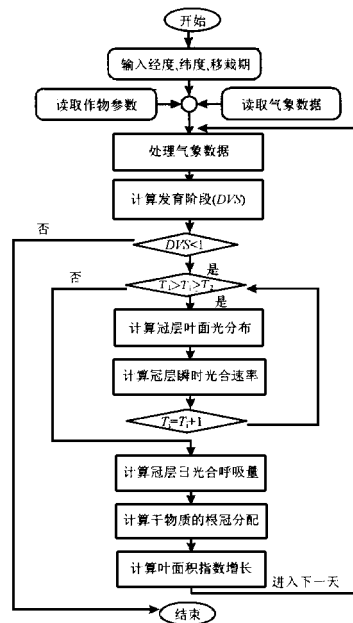 开始
输入经度,纬度,移栽期
读取作物参数
读取气象数据
处理气象数据
计算发育阶段(DVS)
否
DVS<1
是
否
T₁>Tᵢ>T₂
是
计算冠层叶面光分布
计算冠层瞬时光合速率
Tᵢ=Tᵢ+1
计算冠层日光合呼吸量
计算干物质的根冠分配
计算叶面积指数增长
进入下一天
结束